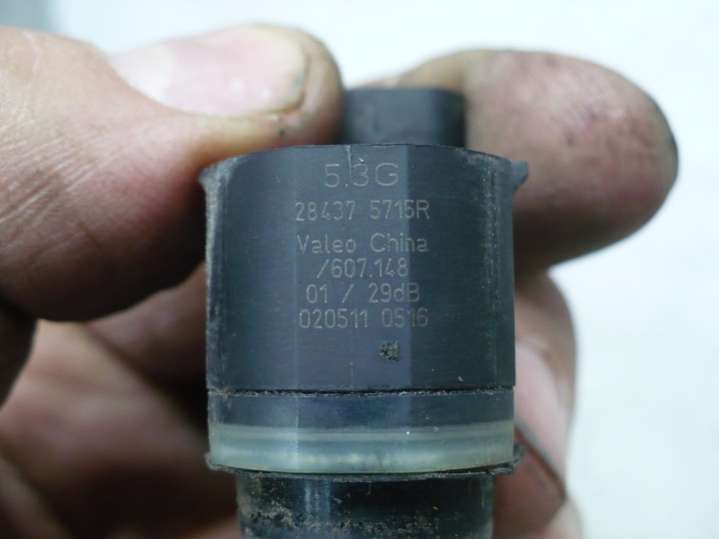 5.3G
28437 5715R
Valeo China
/607.148
01 / 29dB
020511 0516